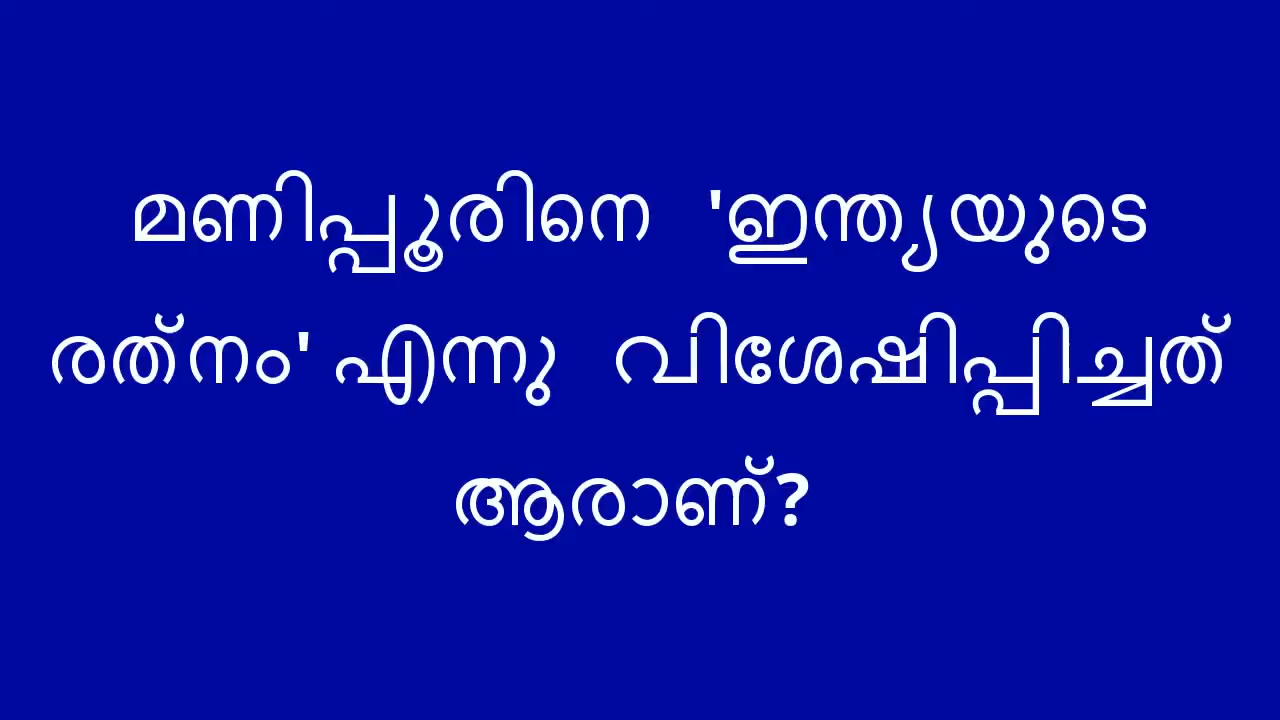 മണിപ്പൂരിനെ 'ഇന്ത്യയുടെ
രത്‌നം' എന്നു വിശേഷിപ്പിച്ചത്
ആരാണ്?